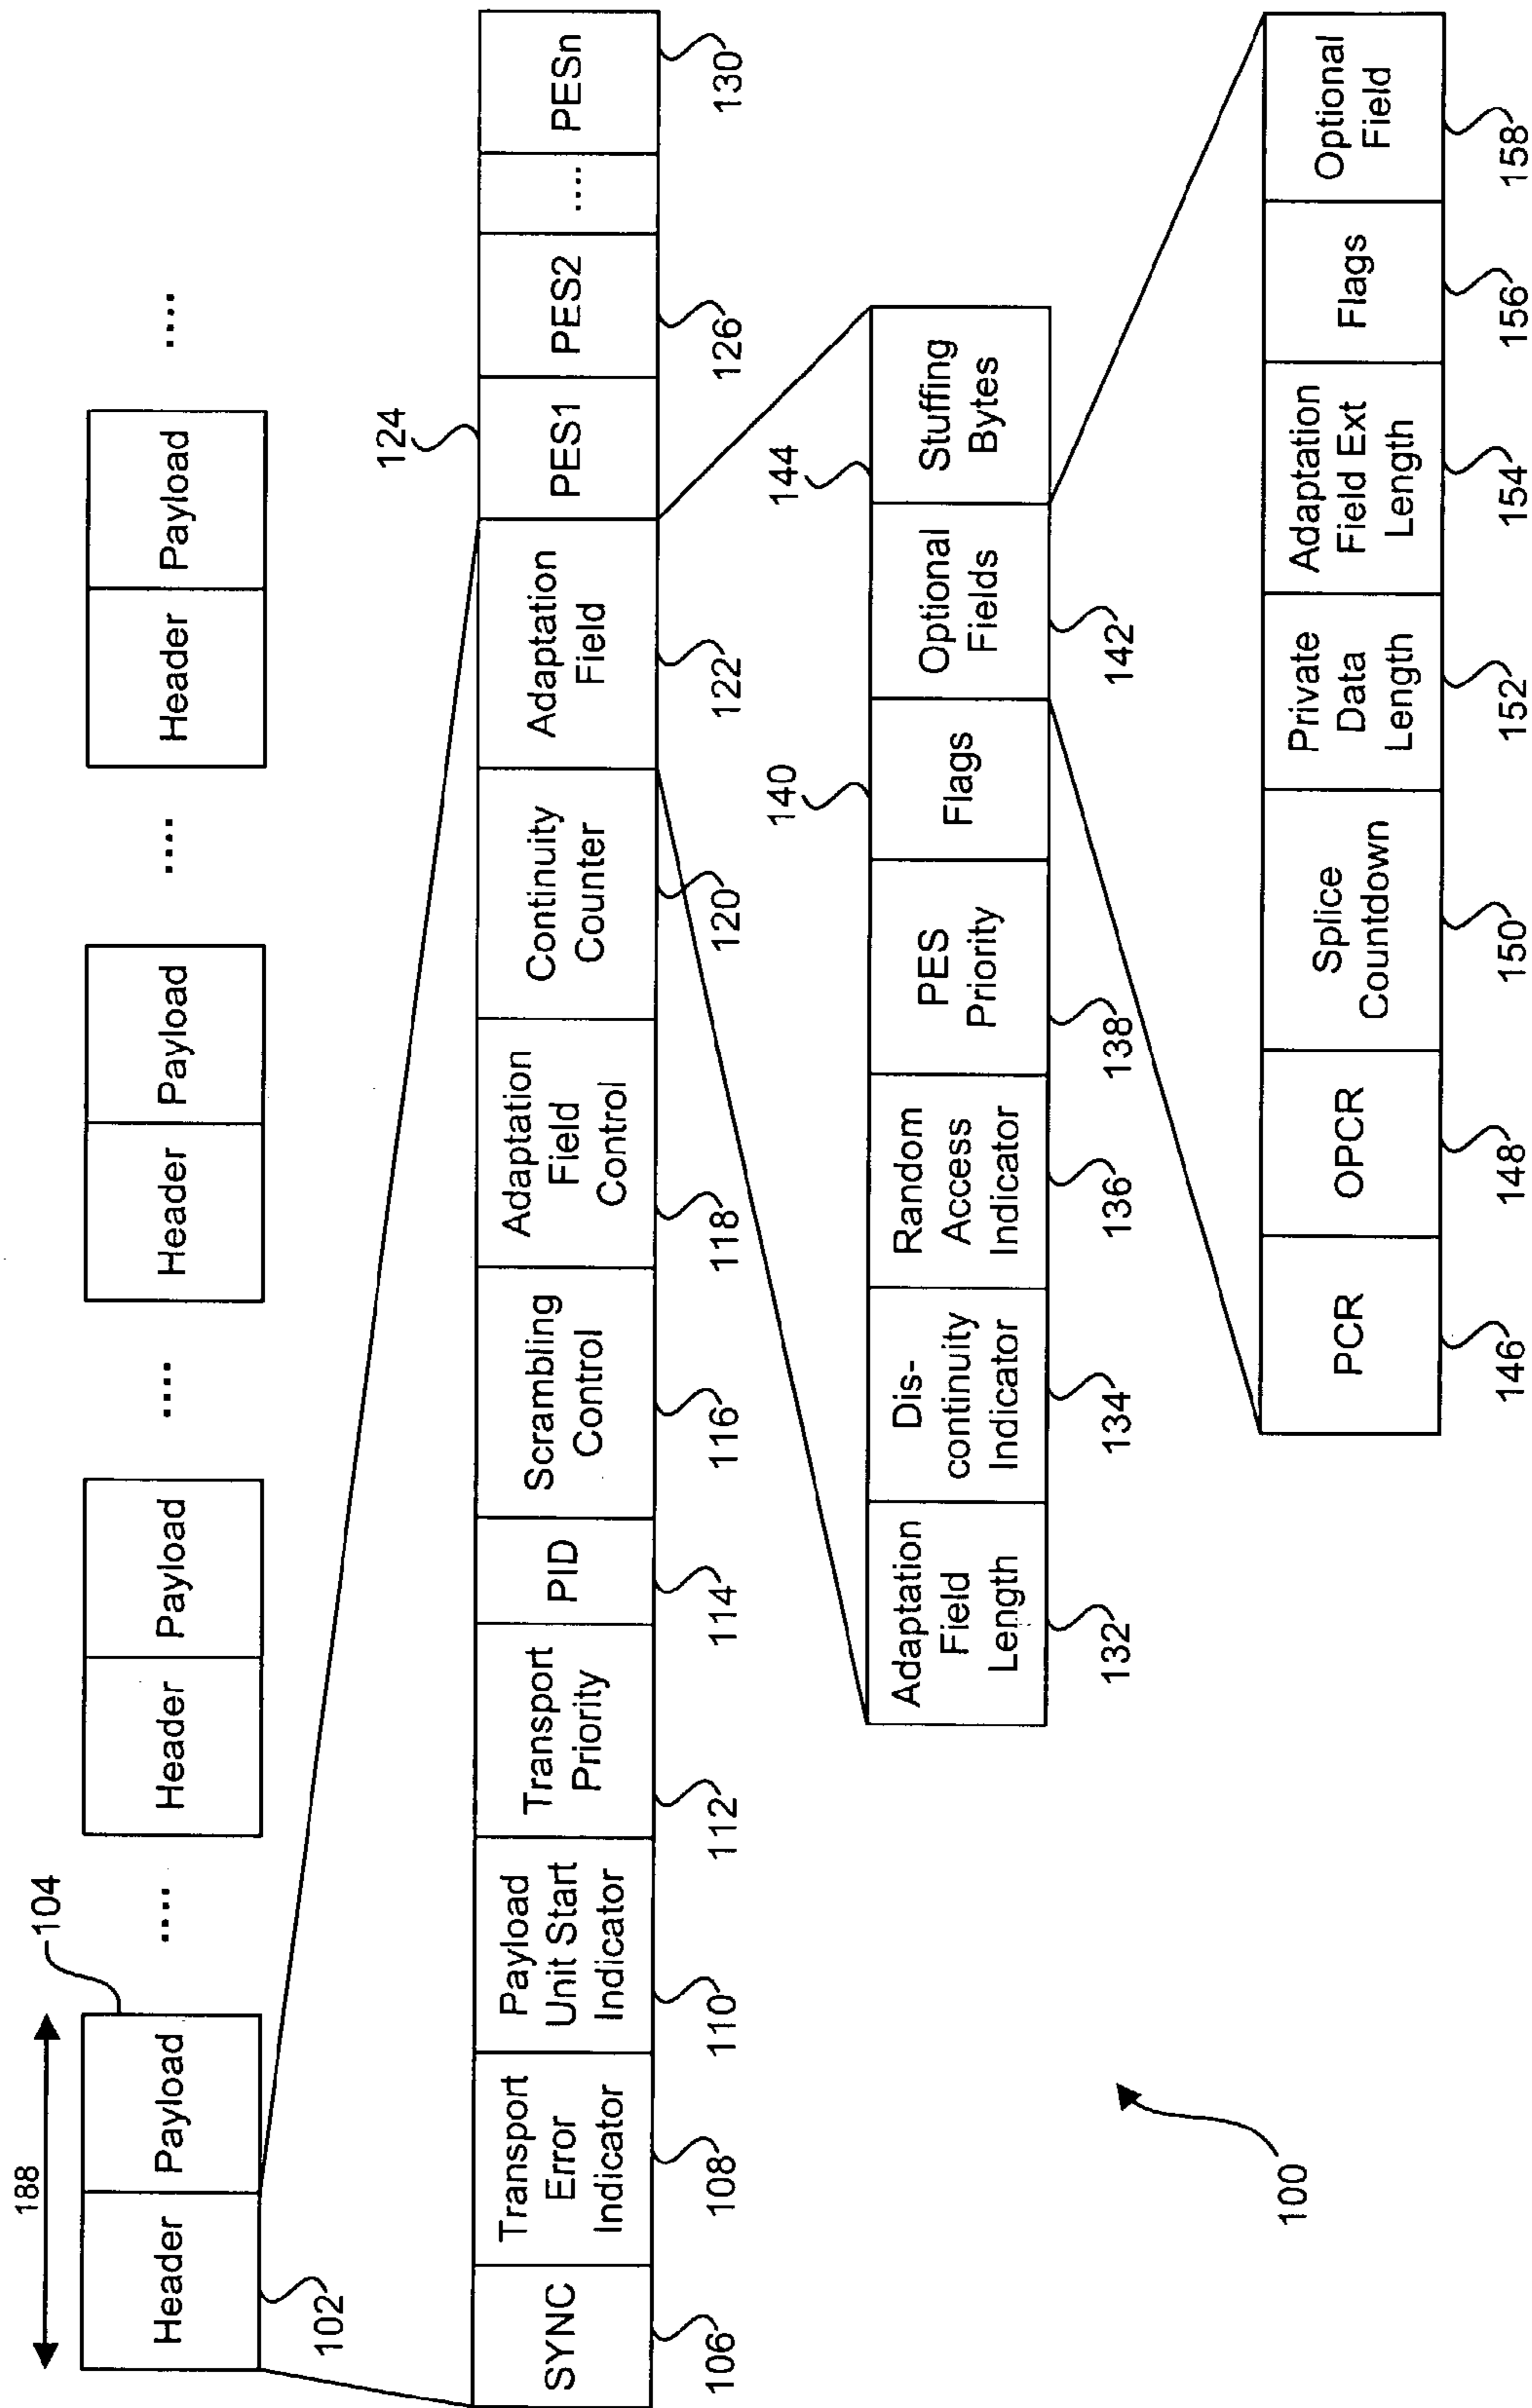 188
104
Header Payload .... Header Payload .... Header Payload .... Header Payload ....
102
124
SYNC
Transport
Error
Indicator
Payload
Unit Start
Indicator
Transport
Priority
PID
Scrambling
Control
Adaptation
Field
Control
Continuity
Counter
Adaptation
Field
PES1
PES2
....
PESn
106 108 110 112 114 116 118 120 122 126 130
140 144
Adaptation
Field
Length
Dis-
continuity
Indicator
Random
Access
Indicator
PES
Priority
Flags
Optional
Fields
Stuffing
Bytes
132 134 136 138 142
PCR
OPCR
Splice
Countdown
Private
Data
Length
Adaptation
Field Ext
Length
Flags
Optional
Field
146 148 150 152 154 156 158
100